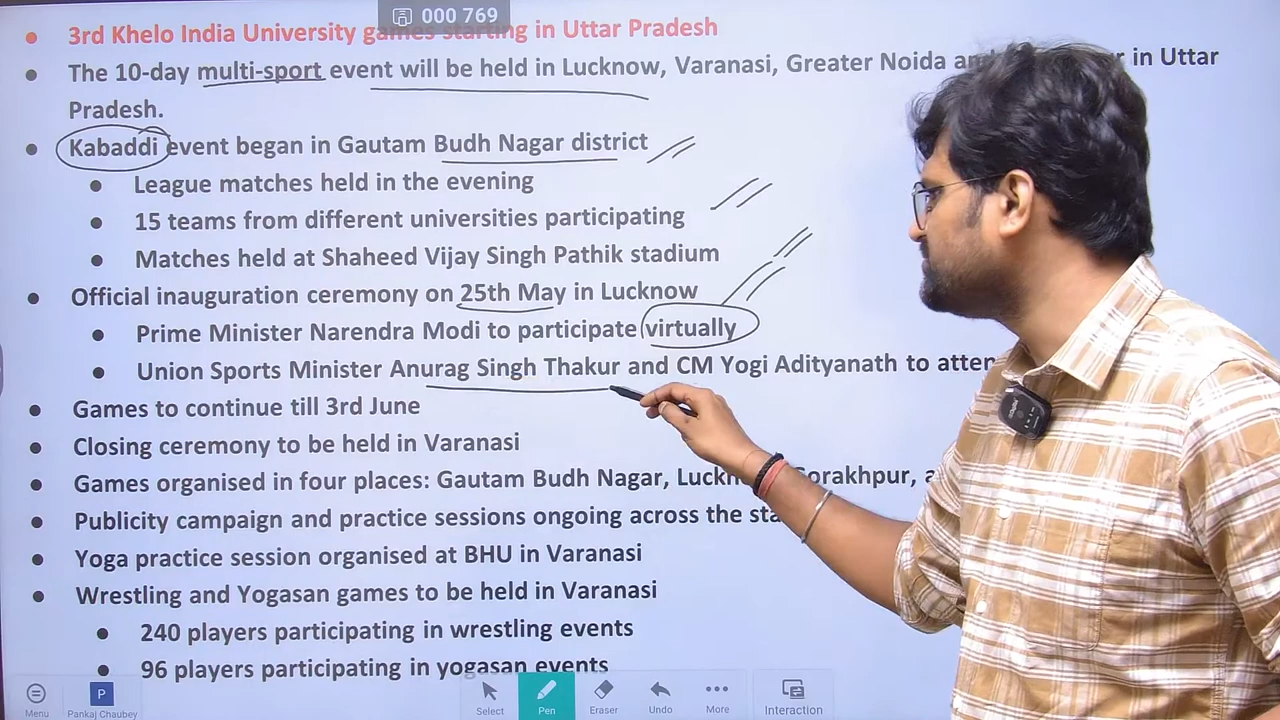 000 769
3rd Khelo India University games starting in Uttar Pradesh
The 10-day multi-sport event will be held in Lucknow, Varanasi, Greater Noida in Uttar
Pradesh.
Kabaddi event began in Gautam Budh Nagar district
League matches held in the evening
15 teams from different universities participating
Matches held at Shaheed Vijay Singh Pathik stadium
Official inauguration ceremony on 25th May in Lucknow
Prime Minister Narendra Modi to participate virtually
Union Sports Minister Anurag Singh Thakur and CM Yogi Adityanath to
Games to continue till 3rd June
Closing ceremony to be held in Varanasi
Games organised in four places: Gautam Budh Nagar,
Publicity campaign and practice sessions ongoing across the
Yoga practice session organised at BHU in Varanasi
Wrestling and Yogasan games to be held in Varanasi
240 players participating in wrestling events
96 players participating in yogasan events
Menu P Pankaj Chaubey Select Pen Eraser Undo More Interaction